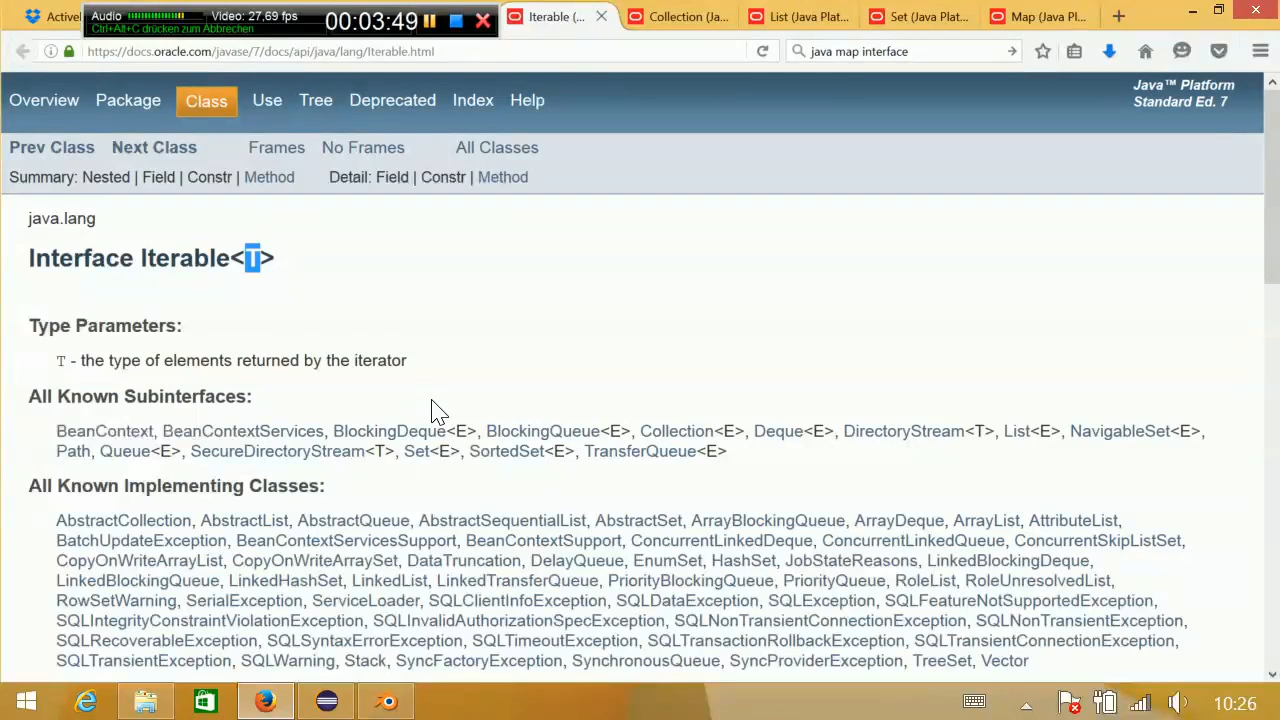 Activel
Audio
Video: 27,69 fps
Ctrl+Alt+C drücken zum Abbrechen
00:03:49
Iterable (...
Collection (Ja...
List (Java Plat...
Set (Java Plat...
Map (Java Pl...
https://docs.oracle.com/javase/7/docs/api/java/lang/Iterable.html
java map interface
Overview Package Class Use Tree Deprecated Index Help
Java™ Platform
Standard Ed. 7
Prev Class Next Class Frames No Frames All Classes
Summary: Nested | Field | Constr | Method Detail: Field | Constr | Method
java.lang
Interface Iterable<T>
Type Parameters:
T - the type of elements returned by the iterator
All Known Subinterfaces:
BeanContext, BeanContextServices, BlockingDeque<E>, BlockingQueue<E>, Collection<E>, Deque<E>, DirectoryStream<T>, List<E>, NavigableSet<E>,
Path, Queue<E>, SecureDirectoryStream<T>, Set<E>, SortedSet<E>, TransferQueue<E>
All Known Implementing Classes:
AbstractCollection, AbstractList, AbstractQueue, AbstractSequentialList, AbstractSet, ArrayBlockingQueue, ArrayDeque, ArrayList, AttributeList,
BatchUpdateException, BeanContextServicesSupport, BeanContextSupport, ConcurrentLinkedDeque, ConcurrentLinkedQueue, ConcurrentSkipListSet,
CopyOnWriteArrayList, CopyOnWriteArraySet, DataTruncation, DelayQueue, EnumSet, HashSet, JobStateReasons, LinkedBlockingDeque,
LinkedBlockingQueue, LinkedHashSet, LinkedList, LinkedTransferQueue, PriorityBlockingQueue, PriorityQueue, RoleList, RoleUnresolvedList,
RowSetWarning, SerialException, ServiceLoader, SQLClientInfoException, SQLDataException, SQLException, SQLFeatureNotSupportedException,
SQLIntegrityConstraintViolationException, SQLInvalidAuthorizationSpecException, SQLNonTransientConnectionException, SQLNonTransientException,
SQLRecoverableException, SQLSyntaxErrorException, SQLTimeoutException, SQLTransactionRollbackException, SQLTransientConnectionException,
SQLTransientException, SQLWarning, Stack, SyncFactoryException, SynchronousQueue, SyncProviderException, TreeSet, Vector
10:26